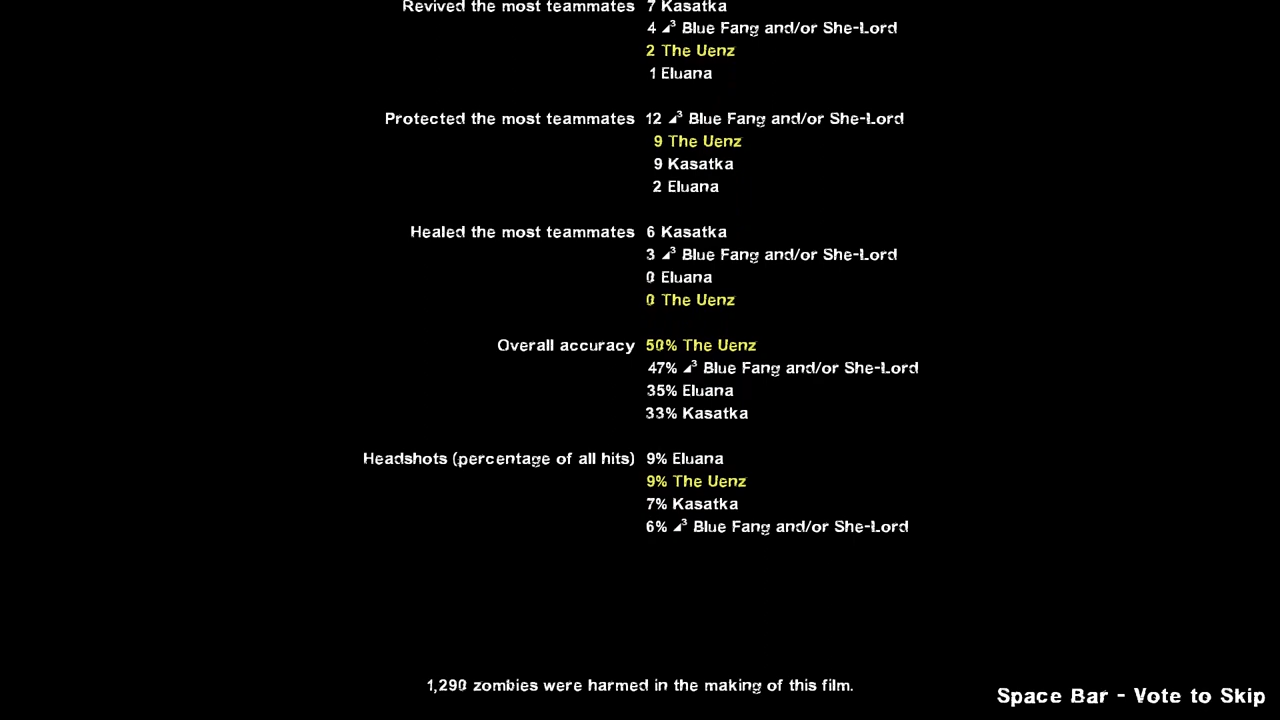 Revived the most teammates 7 Kasatka
4 ◢³ Blue Fang and/or She-Lord
2 The Uenz
1 Eluana
Protected the most teammates 12 ◢³ Blue Fang and/or She-Lord
9 The Uenz
9 Kasatka
2 Eluana
Healed the most teammates 6 Kasatka
3 ◢³ Blue Fang and/or She-Lord
0 Eluana
0 The Uenz
Overall accuracy 50% The Uenz
47% ◢³ Blue Fang and/or She-Lord
35% Eluana
33% Kasatka
Headshots (percentage of all hits) 9% Eluana
9% The Uenz
7% Kasatka
6% ◢³ Blue Fang and/or She-Lord
1,290 zombies were harmed in the making of this film.
Space Bar - Vote to Skip